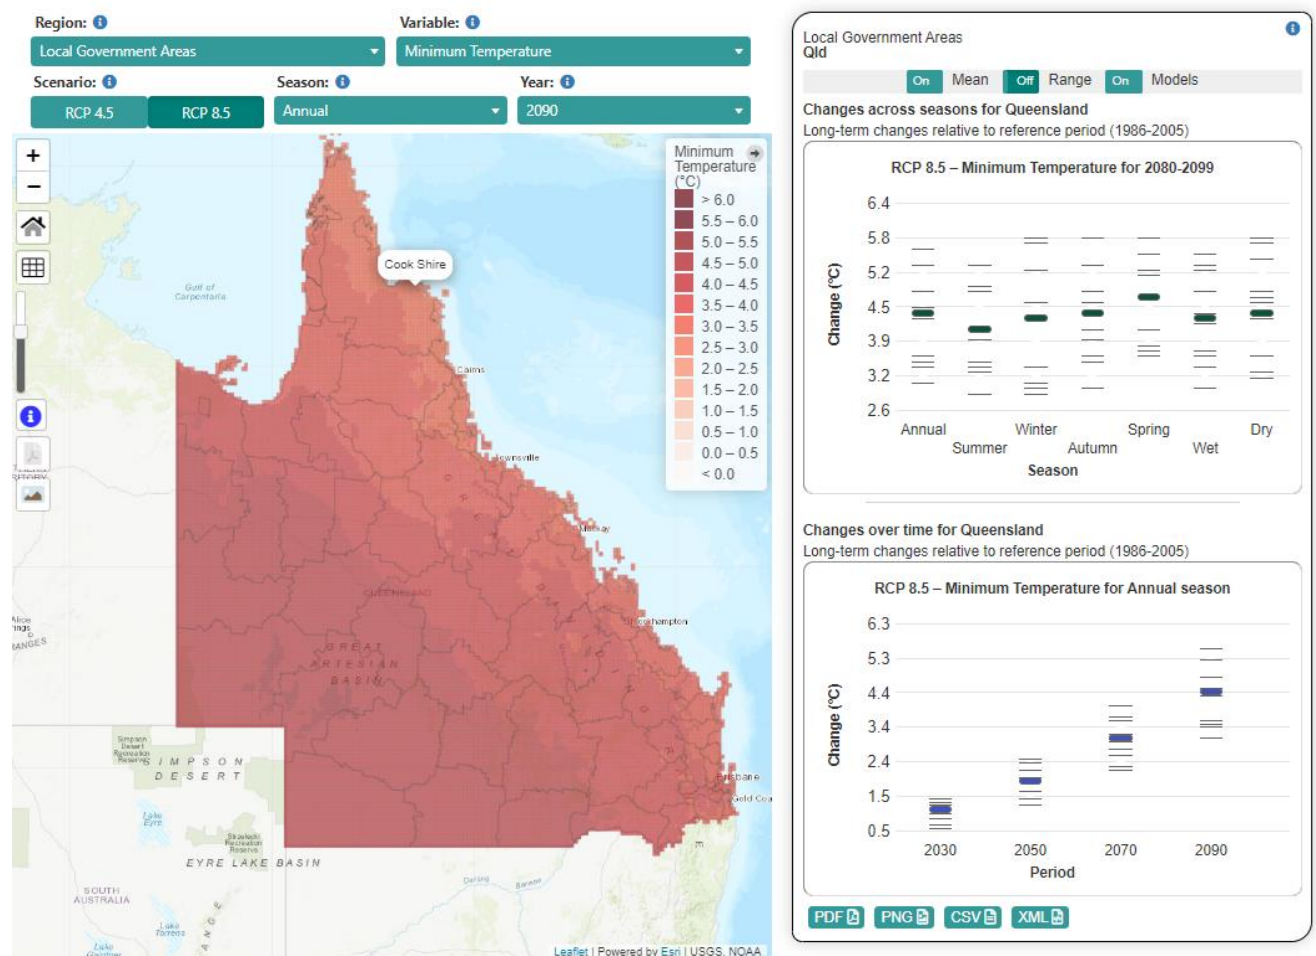 Region:
Variable:
Local Government Areas
Minimum Temperature
Scenario:
Season:
Year:
RCP 4.5
RCP 8.5
Annual
2090
+
−
Minimum
Temperature
(°C)
> 6.0
5.5 – 6.0
5.0 – 5.5
4.5 – 5.0
4.0 – 4.5
3.5 – 4.0
3.0 – 3.5
2.5 – 3.0
2.0 – 2.5
1.5 – 2.0
1.0 – 1.5
0.5 – 1.0
0.0 – 0.5
< 0.0
Cook Shire
Gulf of
Carpentaria
Cairns
Townsville
Mackay
QUEENSLAND
GREAT
ARTESIAN
BASIN
Brisbane
Simpson
Desert
SIMPSON
DESERT
Lake
Eyre
EYRE LAKE BASIN
SOUTH
AUSTRALIA
Lake
Torrens
Lake
Darling
Leaflet | Powered by Esri | USGS, NOAA
Local Government Areas
Qld
On Mean Off Range On Models
Changes across seasons for Queensland
Long-term changes relative to reference period (1986-2005)
RCP 8.5 – Minimum Temperature for 2080-2099
Change (°C)
6.4
5.8
5.2
4.5
3.9
3.2
2.6
Annual
Summer
Winter
Autumn
Spring
Wet
Dry
Season
Changes over time for Queensland
Long-term changes relative to reference period (1986-2005)
RCP 8.5 – Minimum Temperature for Annual season
Change (°C)
6.3
5.3
4.4
3.4
2.4
1.5
0.5
2030
2050
2070
2090
Period
PDF
PNG
CSV
XML